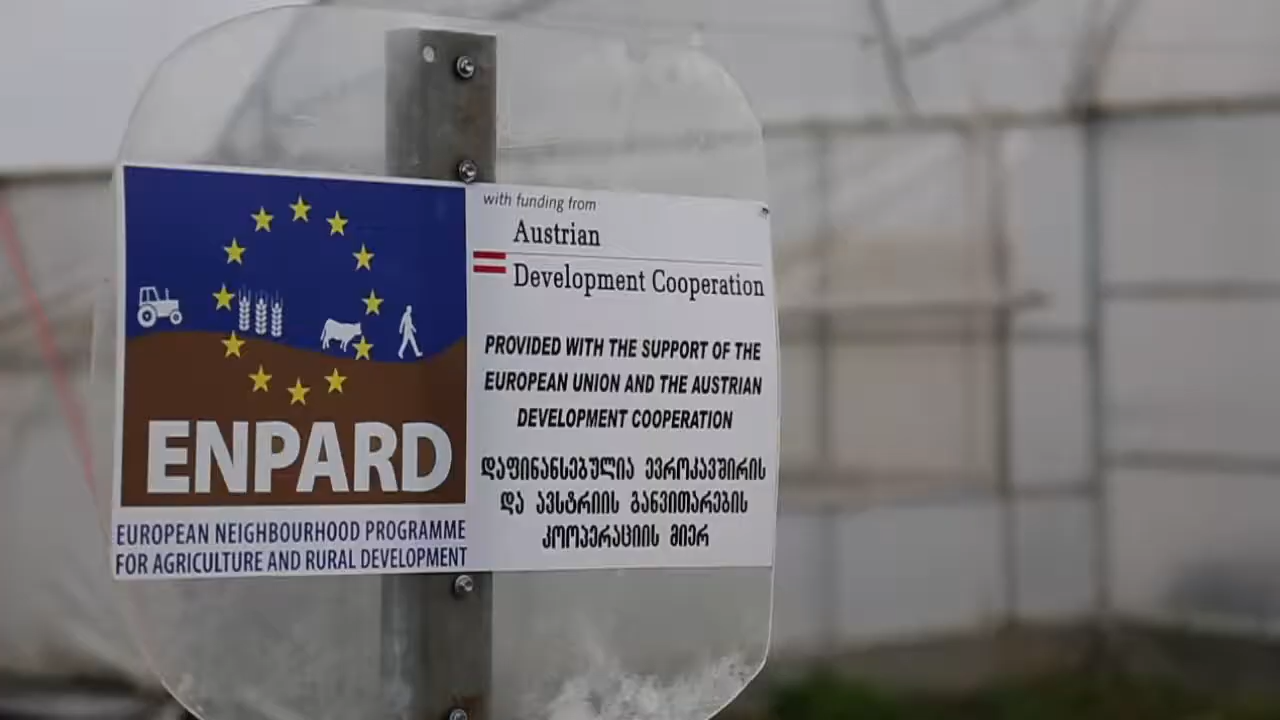 ENPARD
EUROPEAN NEIGHBOURHOOD PROGRAMME
FOR AGRICULTURE AND RURAL DEVELOPMENT
with funding from
Austrian
Development Cooperation
PROVIDED WITH THE SUPPORT OF THE
EUROPEAN UNION AND THE AUSTRIAN
DEVELOPMENT COOPERATION
დაფინანსებულია ევროკავშირის
და ავსტრიის განვითარების
კოოპერაციის მიერ